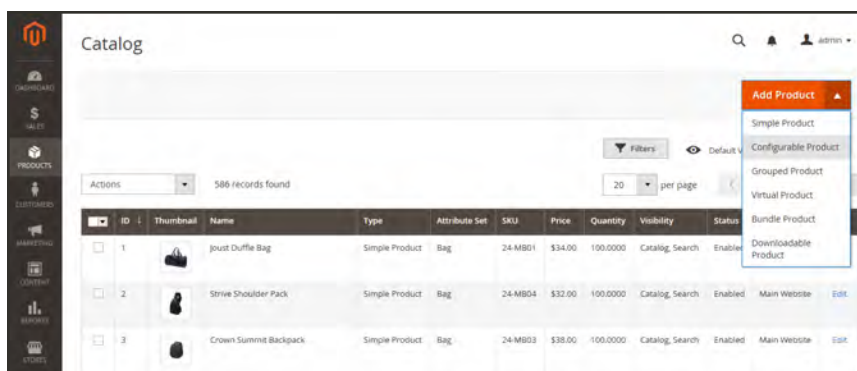 Catalog
admin
DASHBOARD
SALES
PRODUCTS
CUSTOMERS
MARKETING
CONTENT
REPORTS
STORES
Add Product
Simple Product
Configurable Product
Grouped Product
Virtual Product
Bundle Product
Downloadable
Product
Filters Default V
Actions 586 records found 20 per page
ID Thumbnail Name Type Attribute Set SKU Price Quantity Visibility Status
1 Joust Duffle Bag Simple Product Bag 24-MB01 $34.00 100.0000 Catalog, Search Enabled
2 Strive Shoulder Pack Simple Product Bag 24-MB04 $32.00 100.0000 Catalog, Search Enabled Main Website Edit
3 Crown Summit Backpack Simple Product Bag 24-MB03 $38.00 100.0000 Catalog, Search Enabled Main Website Edit